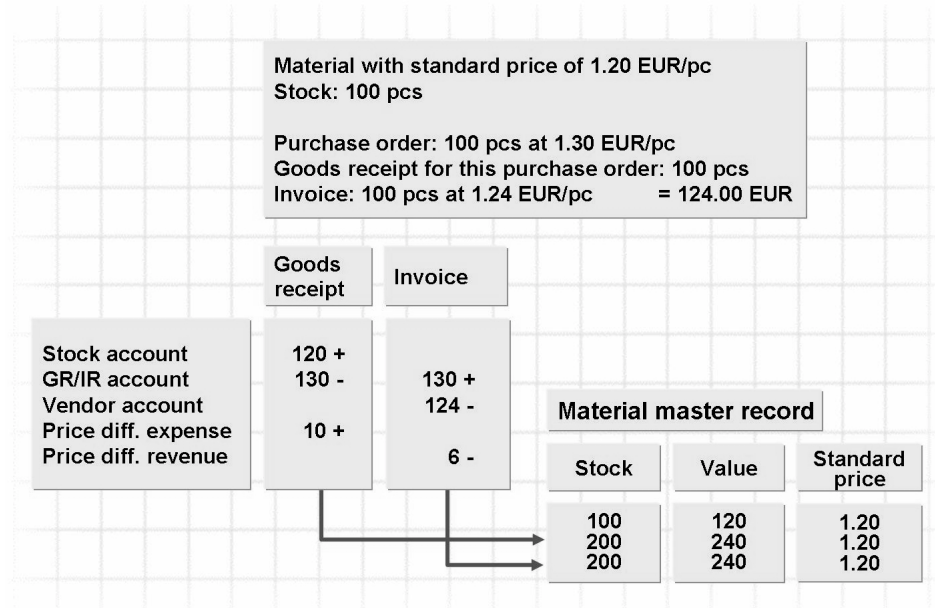 Material with standard price of 1.20 EUR/pc
Stock: 100 pcs
Purchase order: 100 pcs at 1.30 EUR/pc
Goods receipt for this purchase order: 100 pcs
Invoice: 100 pcs at 1.24 EUR/pc = 124.00 EUR
Goods
receipt
Invoice
Stock account 120 +
GR/IR account 130 - 130 +
Vendor account 124 -
Price diff. expense 10 +
Price diff. revenue 6 -
Material master record
Stock Value Standard
price
100 120 1.20
200 240 1.20
200 240 1.20